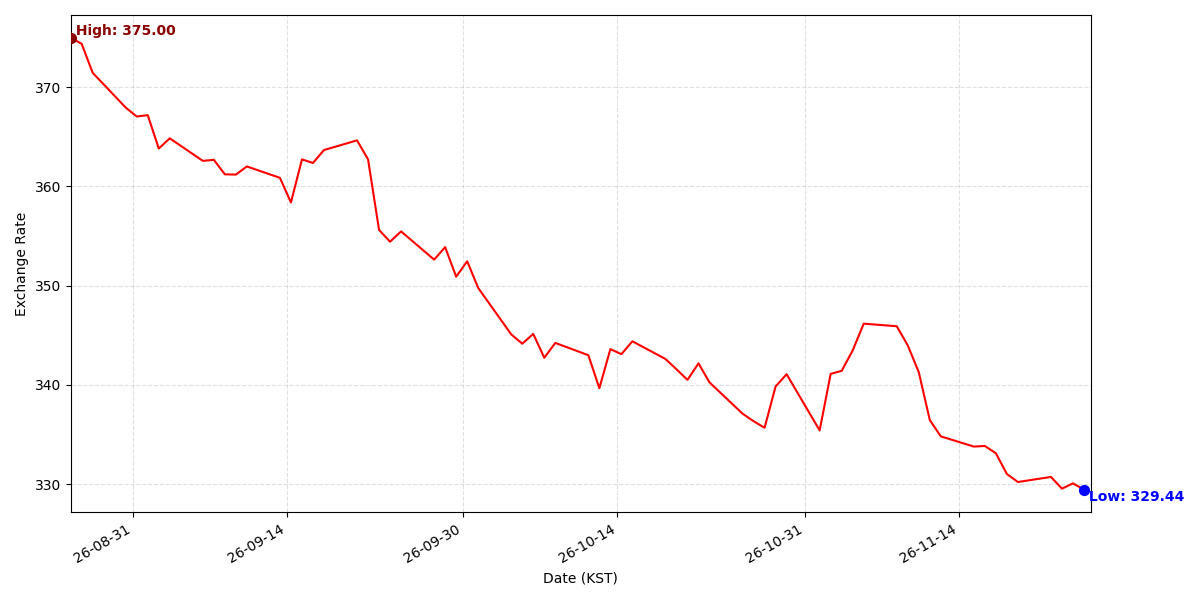 High: 375.00
370
360
350
340
330
Exchange Rate
Low: 329.44
26-08-31
26-09-14
26-09-30
26-10-14
26-10-31
26-11-14
Date (KST)